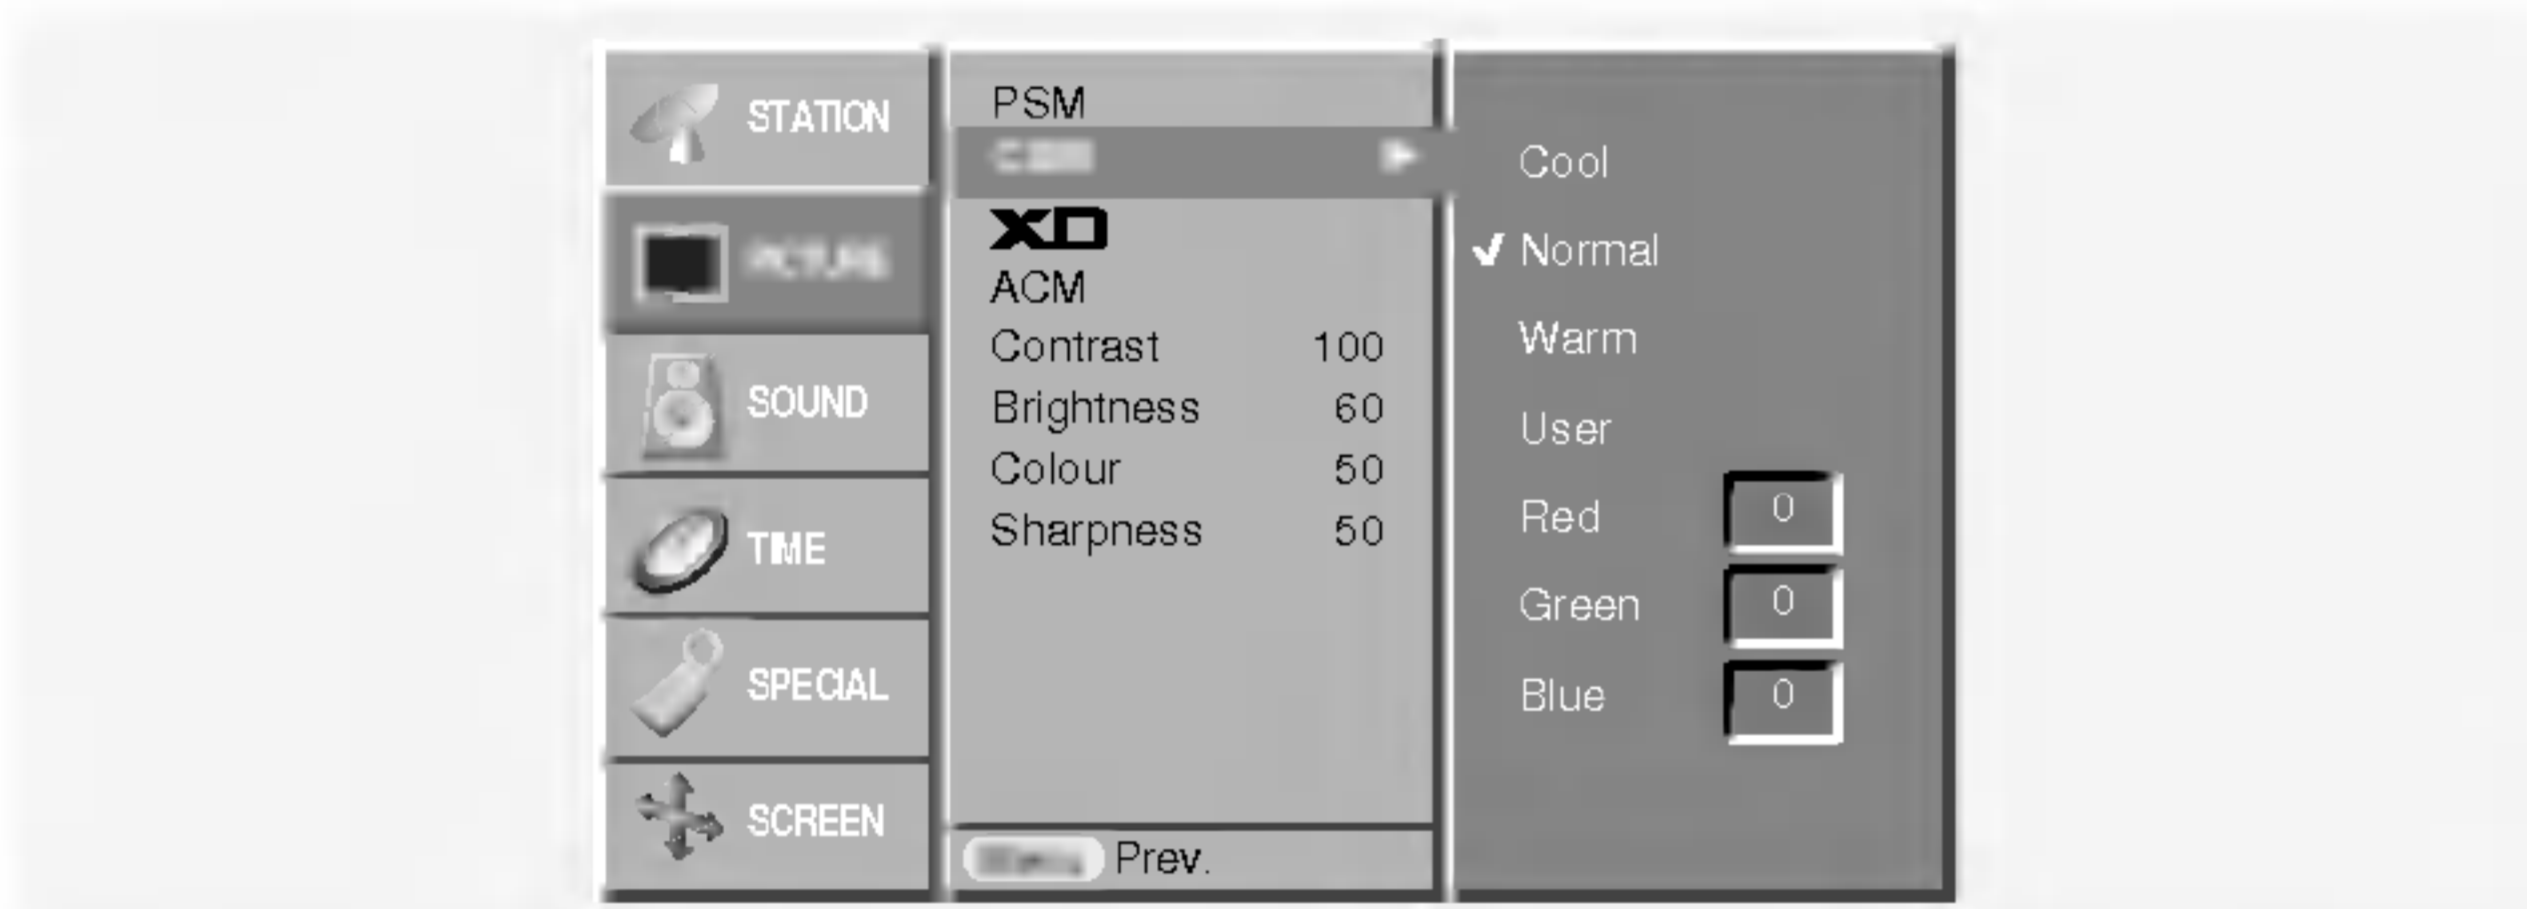 STATION
PICTURE
SOUND
TIME
SPECIAL
SCREEN
PSM
XD
ACM
Contrast 100
Brightness 60
Colour 50
Sharpness 50
Prev.
Cool
Normal
Warm
User
Red 0
Green 0
Blue 0